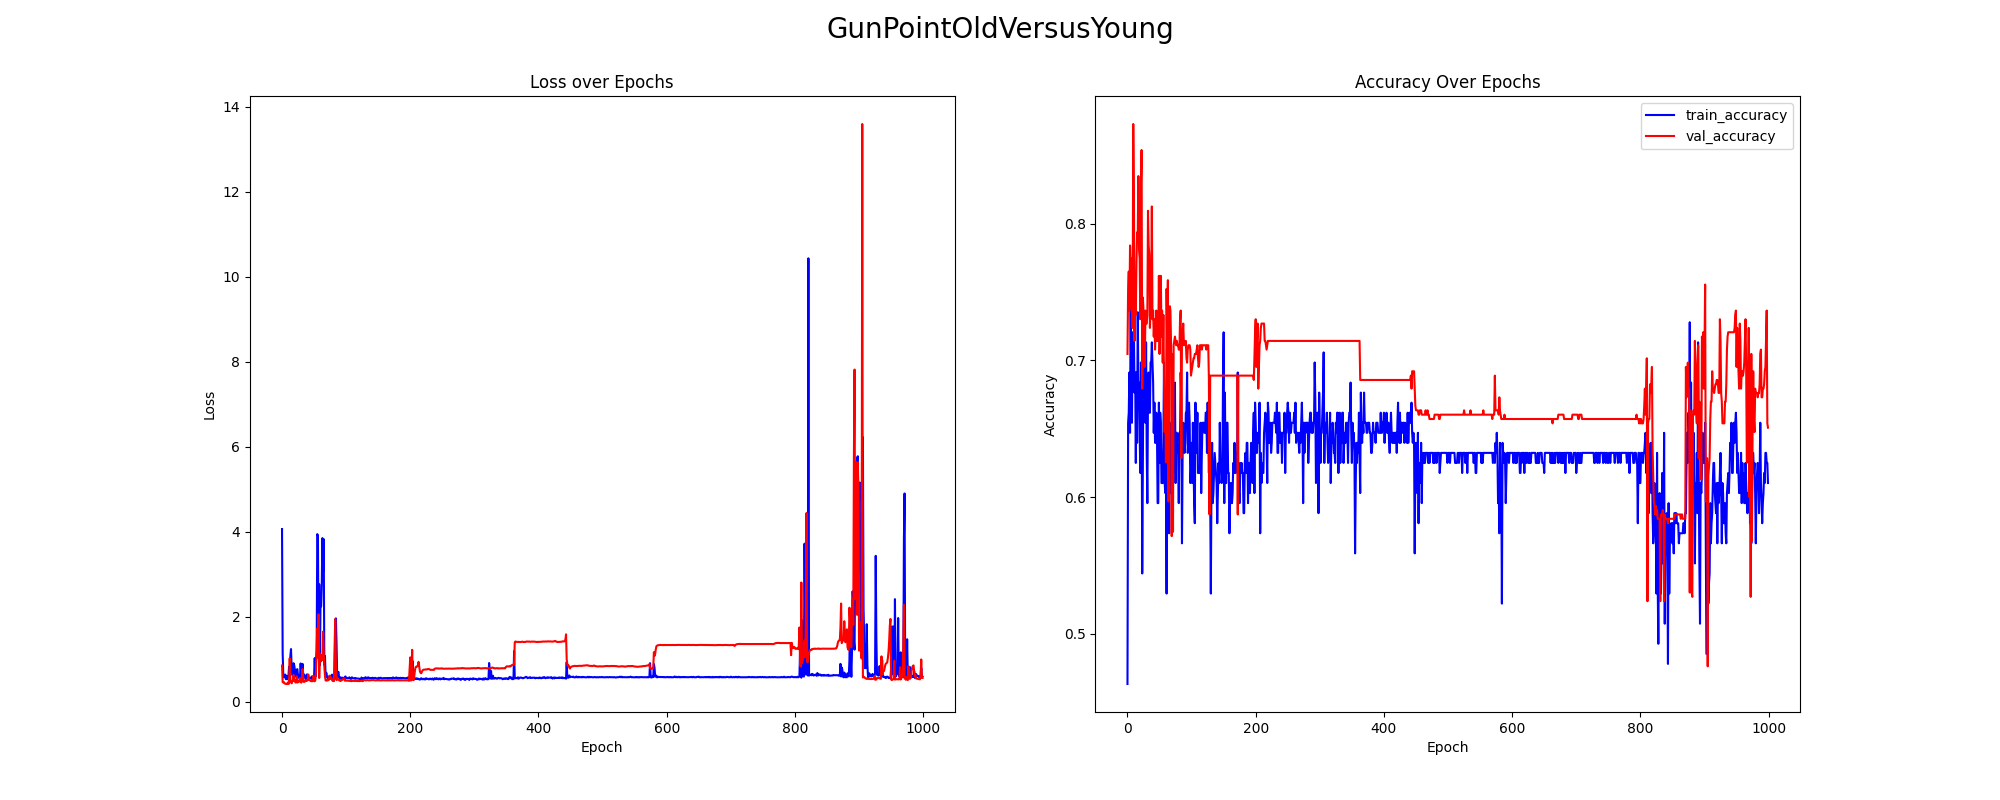 GunPointOldVersusYoung
Loss over Epochs
14
12
10
8
6
4
2
0
Loss
0
200
400
600
800
1000
Epoch
Accuracy Over Epochs
train_accuracy
val_accuracy
0.8
0.7
0.6
0.5
Accuracy
0
200
400
600
800
1000
Epoch